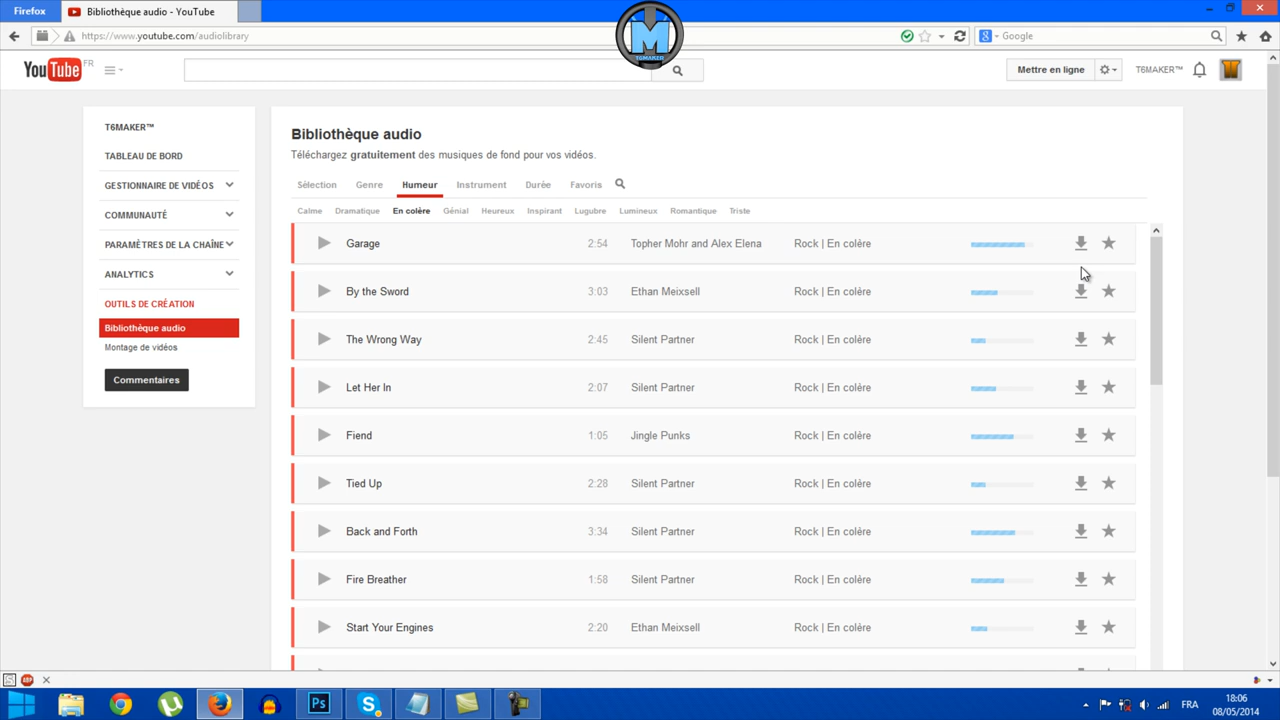 Firefox
Bibliothèque audio - YouTube
https://www.youtube.com/audiolibrary
Google
M
T6MAKER
YouTube FR
Mettre en ligne
T6MAKER™
T6MAKER™
TABLEAU DE BORD
GESTIONNAIRE DE VIDÉOS
COMMUNAUTÉ
PARAMÈTRES DE LA CHAÎNE
ANALYTICS
OUTILS DE CRÉATION
Bibliothèque audio
Montage de vidéos
Commentaires
Bibliothèque audio
Téléchargez gratuitement des musiques de fond pour vos vidéos.
Sélection Genre Humeur Instrument Durée Favoris
Calme Dramatique En colère Génial Heureux Inspirant Lugubre Lumineux Romantique Triste
Garage 2:54 Topher Mohr and Alex Elena Rock | En colère
By the Sword 3:03 Ethan Meixsell Rock | En colère
The Wrong Way 2:45 Silent Partner Rock | En colère
Let Her In 2:07 Silent Partner Rock | En colère
Fiend 1:05 Jingle Punks Rock | En colère
Tied Up 2:28 Silent Partner Rock | En colère
Back and Forth 3:34 Silent Partner Rock | En colère
Fire Breather 1:58 Silent Partner Rock | En colère
Start Your Engines 2:20 Ethan Meixsell Rock | En colère
S ABP
Ps S FRA
18:06
08/05/2014